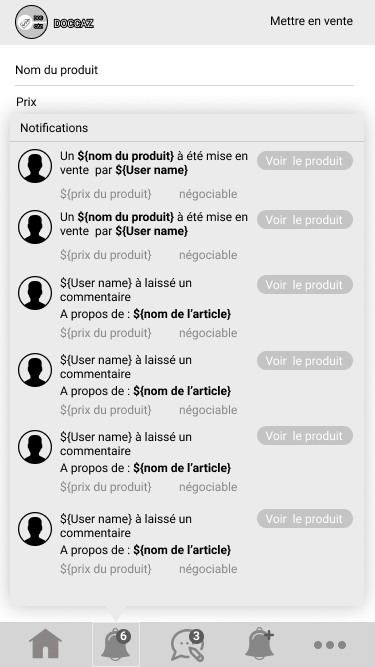 DOC CAZ
DOCCAZ
Mettre en vente
Nom du produit
Prix
Notifications
Un ${nom du produit} à été mise en
vente par ${User name}
Voir le produit
${prix du produit} négociable
Un ${nom du produit} à été mise en
vente par ${User name}
Voir le produit
${prix du produit} négociable
${User name} à laissé un
commentaire
Voir le produit
A propos de : ${nom de l'article}
${prix du produit} négociable
${User name} à laissé un
commentaire
Voir le produit
A propos de : ${nom de l'article}
${prix du produit} négociable
${User name} à laissé un
commentaire
Voir le produit
A propos de : ${nom de l'article}
${prix du produit} négociable
${User name} à laissé un
commentaire
Voir le produit
A propos de : ${nom de l'article}
${prix du produit} négociable
6
3